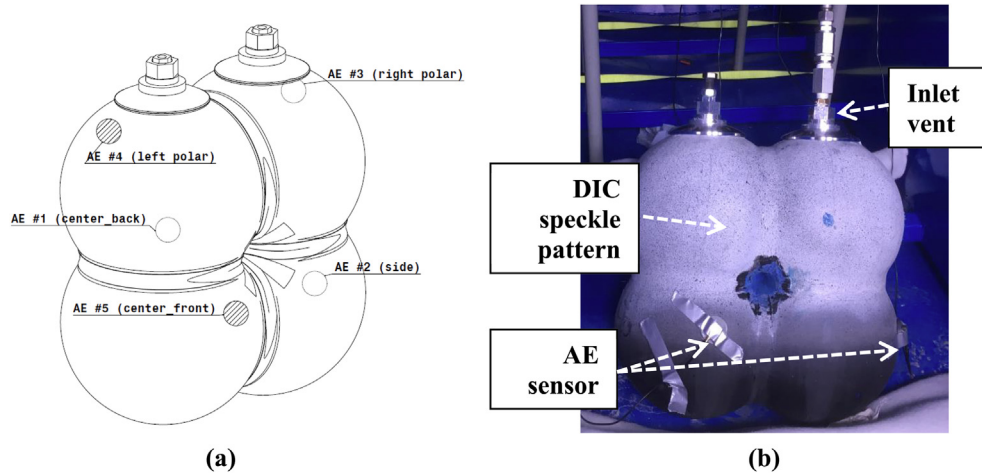 AE #3 (right polar)
AE #4 (left polar)
AE #1 (center_back)
AE #2 (side)
AE #5 (center_front)
(a)
Inlet
vent
DIC
speckle
pattern
AE
sensor
(b)